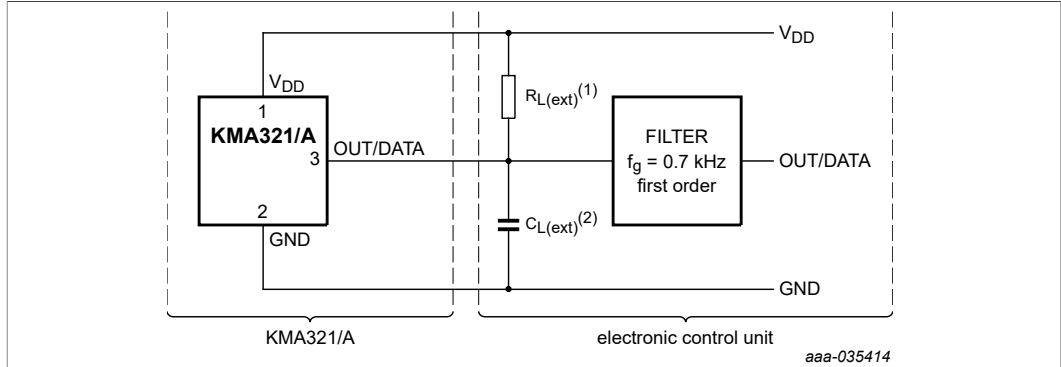 V_DD
V_DD
1
KMA321/A
3
OUT/DATA
2
GND
R_L(ext)^(1)
C_L(ext)^(2)
FILTER
f_g = 0.7 kHz
first order
OUT/DATA
GND
KMA321/A
electronic control unit
aaa-035414